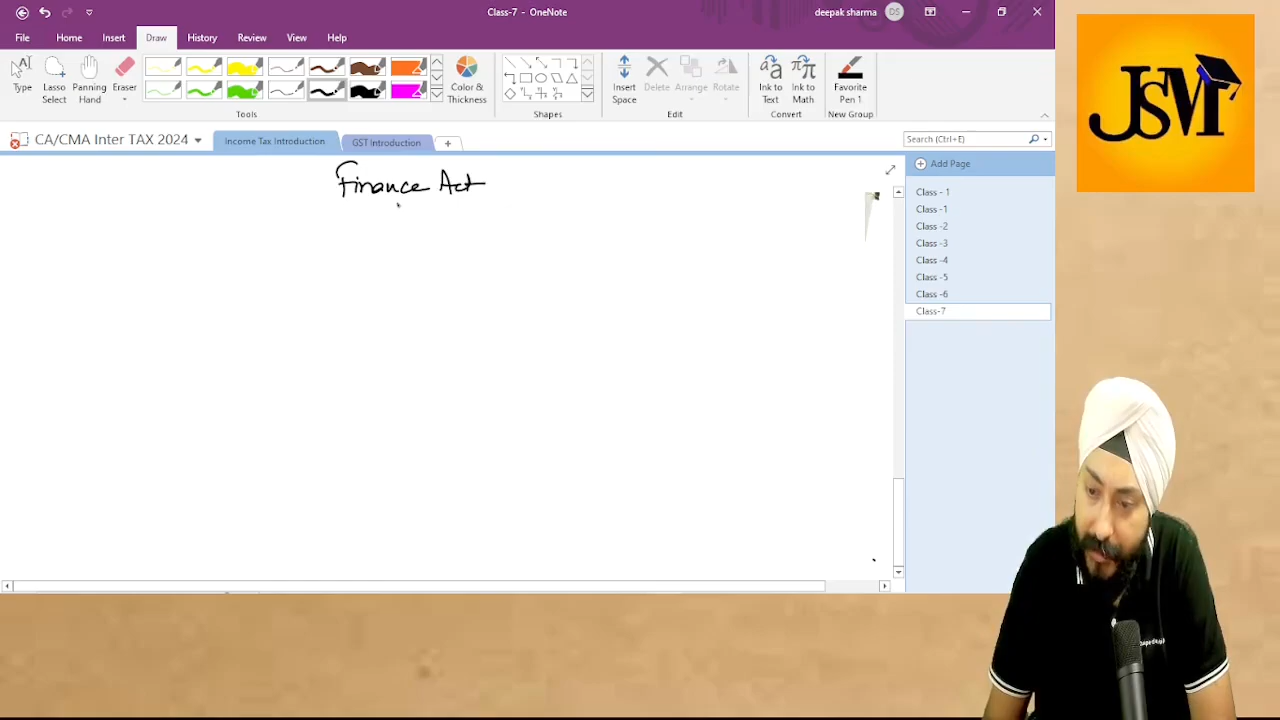 Class-7 - OneNote
deepak sharma DS
File Home Insert Draw History Review View Help
Type
Lasso Select
Panning Hand
Eraser
Color & Thickness
Insert Space
Delete
Arrange
Rotate
Ink to Text
Ink to Math
Favorite Pen 1
Tools
Shapes
Edit
Convert
New Group
CA/CMA Inter TAX 2024
Income Tax Introduction
GST Introduction
Search (Ctrl+E)
Add Page
Finance Act
Class - 1
Class -1
Class -2
Class -3
Class -4
Class -5
Class -6
Class-7
JSM